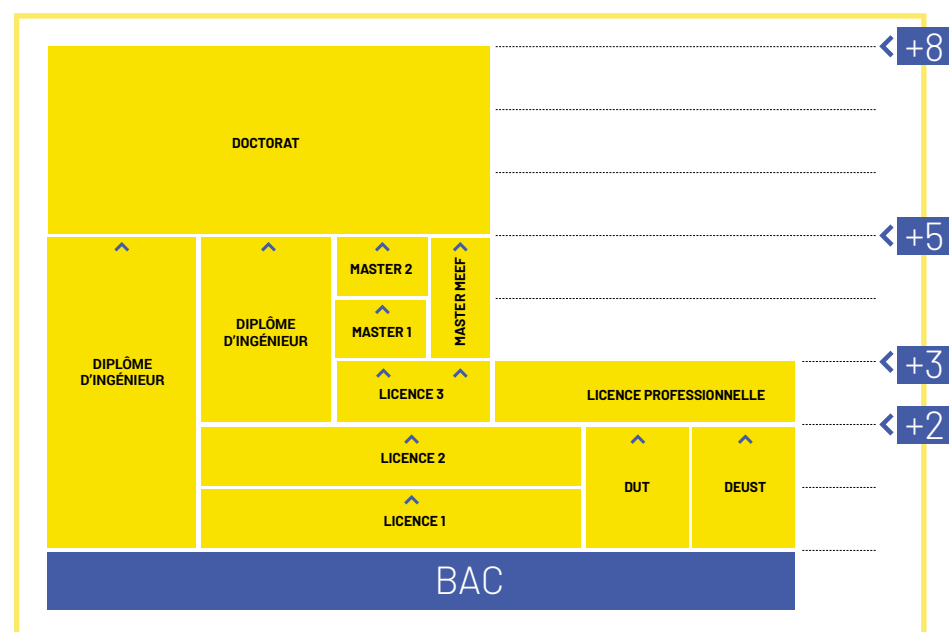 +8
DOCTORAT
+5
MASTER 2
MASTER MEEF
DIPLÔME
D'INGÉNIEUR
MASTER 1
DIPLÔME
D'INGÉNIEUR
+3
LICENCE 3
LICENCE PROFESSIONNELLE
+2
LICENCE 2
DUT
DEUST
LICENCE 1
BAC